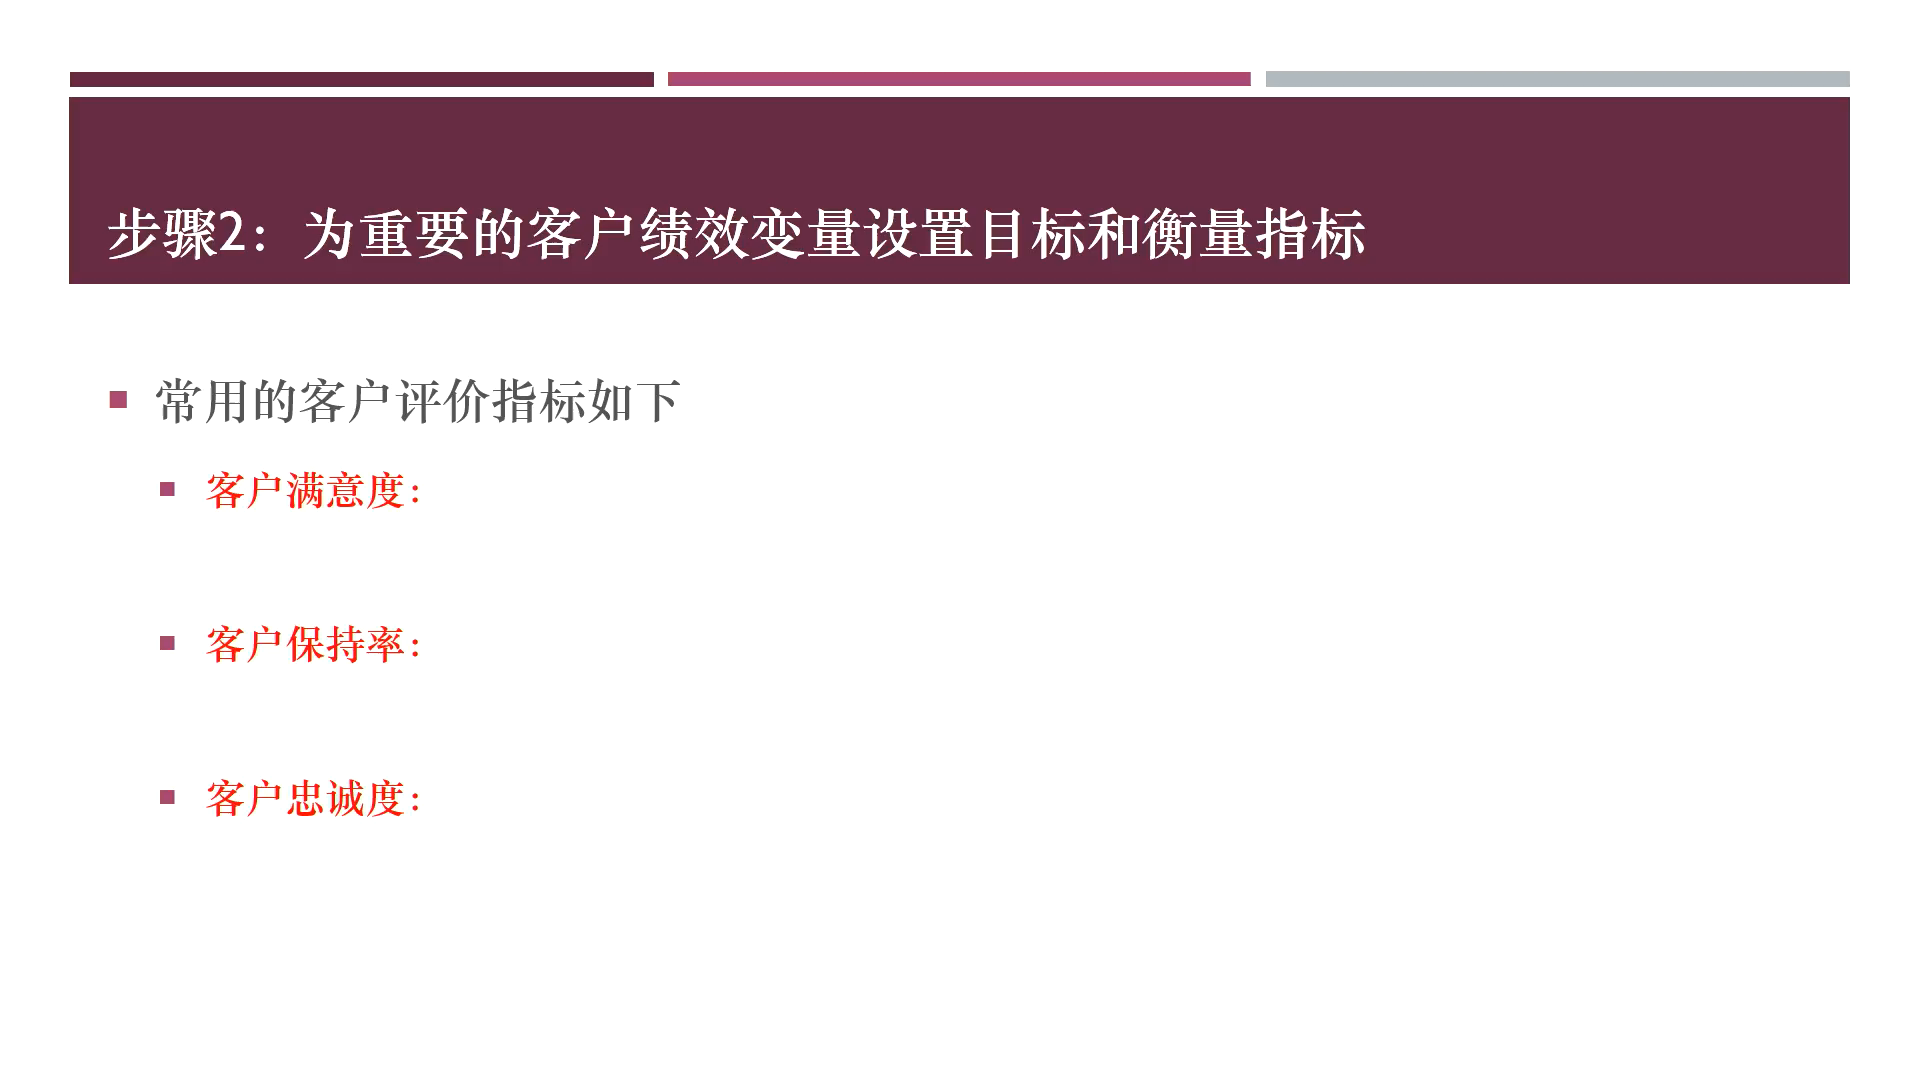 步骤2：为重要的客户绩效变量设置目标和衡量指标
常用的客户评价指标如下
客户满意度：
客户保持率：
客户忠诚度：